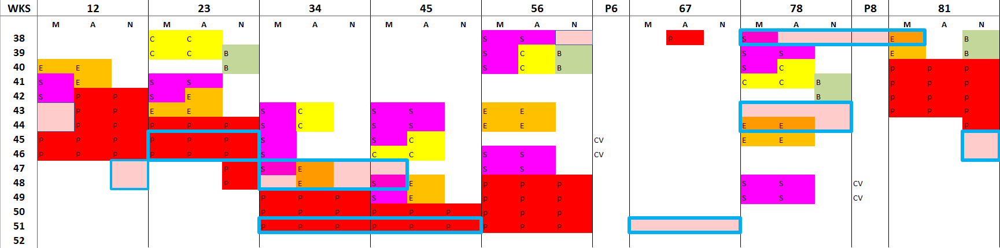 WKS 12 23 34 45 56 P6 67 78 P8 81
M A N M A N M A N M A N M A N M A N M A N M A N
38 C C S S P S E B
39 C C B S C B S S E B
40 E E B S C B S C p p p
41 S E S S C C B p p p
42 S P P S E B p p p
43 P P E E S C S S E E p p p
44 P P P P P S C S S E E E E p
45 P P P P P P S S C CV E E
46 P P P P P P S C C S S CV
47 P S E S S
48 P E S E p p p S S CV
49 P P P S E p p p S S CV
50 P P P P P P p p p
51 P P P P P P p p p
52